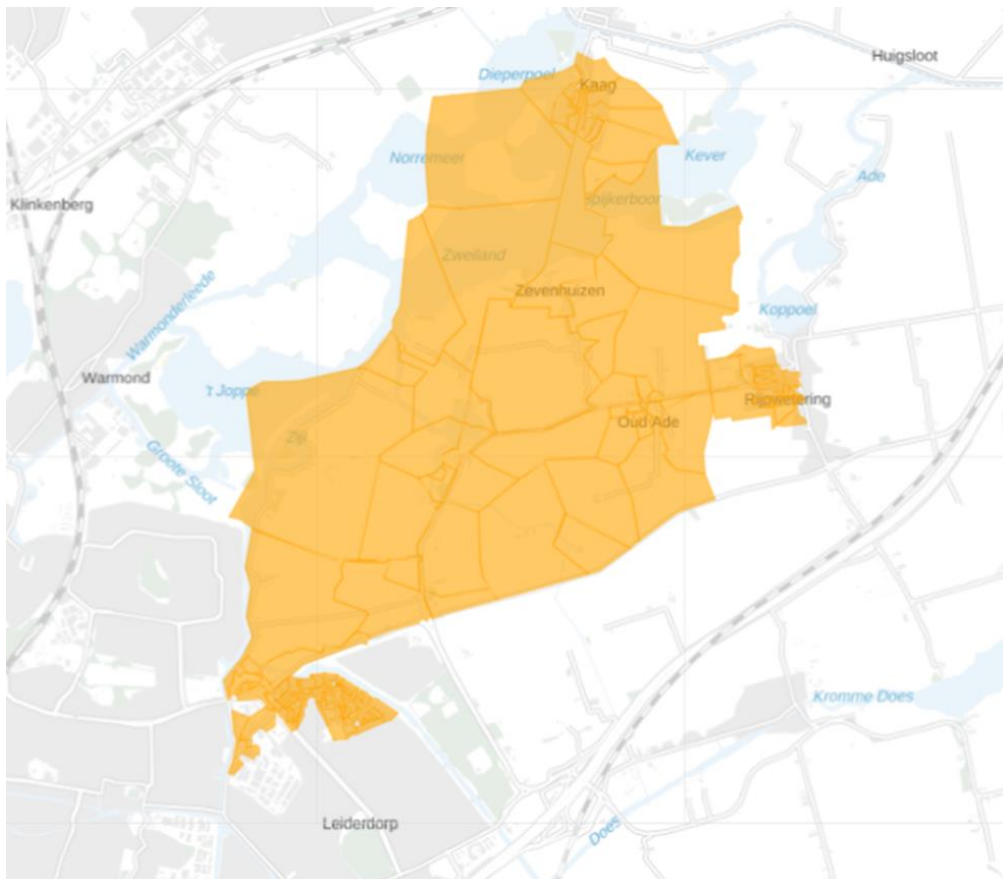 Huigsloot
Dieperpoel
Kaag
Norremeer
Kever
Ade
Klinkenberg
spijkerboor
Zweiland
Warmonderleede
Zevenhuizen
Koppoel
Warmond
't Joppe
Rijpwetering
Oud Ade
Zijl
Groote Sloot
Kromme Does
Leiderdorp
Does